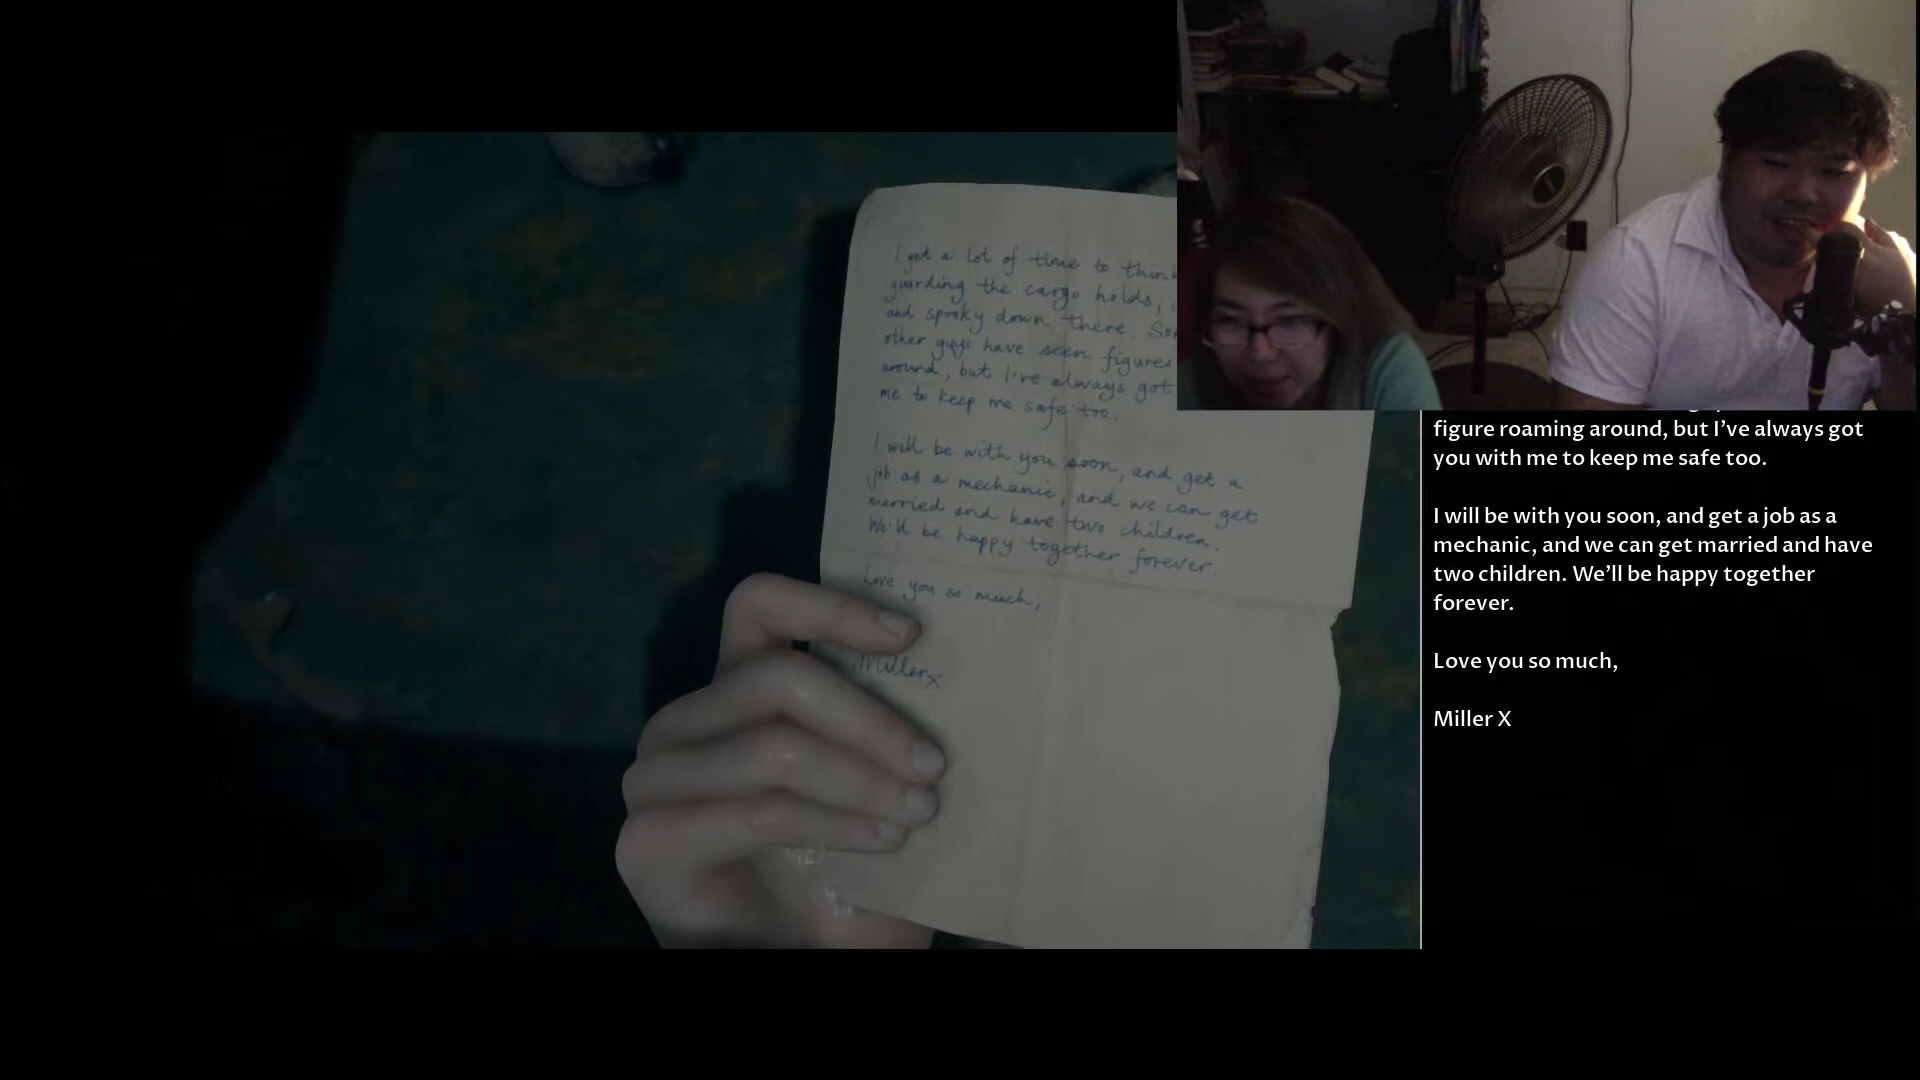 I get a lot of time to think
guarding the cargo holds,
and spooky down there.
other guys have seen figures
around, but I've always got
me to keep me safe too.
I will be with you soon, and get a
job as a mechanic, and we can get
married and have two children.
We'll be happy together forever.
Love you so much,
Miller x
figure roaming around, but I've always got
you with me to keep me safe too.
I will be with you soon, and get a job as a
mechanic, and we can get married and have
two children. We'll be happy together
forever.
Love you so much,
Miller X